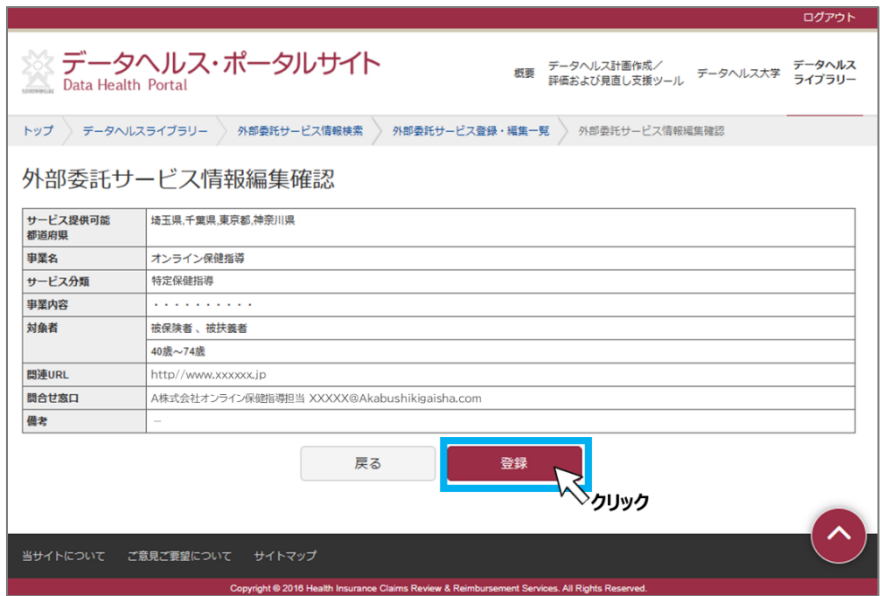 ログアウト
データヘルス・ポータルサイト
Data Health Portal
概要
データヘルス計画作成／
評価および見直し支援ツール
データヘルス大学
データヘルス
ライブラリー
トップ
データヘルスライブラリー
外部委託サービス情報検索
外部委託サービス登録・編集一覧
外部委託サービス情報編集確認
外部委託サービス情報編集確認
サービス提供可能
都道府県
埼玉県,千葉県,東京都,神奈川県
事業名
オンライン保健指導
サービス分類
特定保健指導
事業内容
・・・・・・・・・・
対象者
被保険者 、被扶養者
40歳～74歳
関連URL
http//www.xxxxxx.jp
問合せ窓口
A株式会社オンライン保健指導担当 XXXXX@Akabushikigaisha.com
備考
－
戻る
登録
クリック
当サイトについて
ご意見ご要望について
サイトマップ
Copyright © 2016 Health Insurance Claims Review & Reimbursement Services. All Rights Reserved.